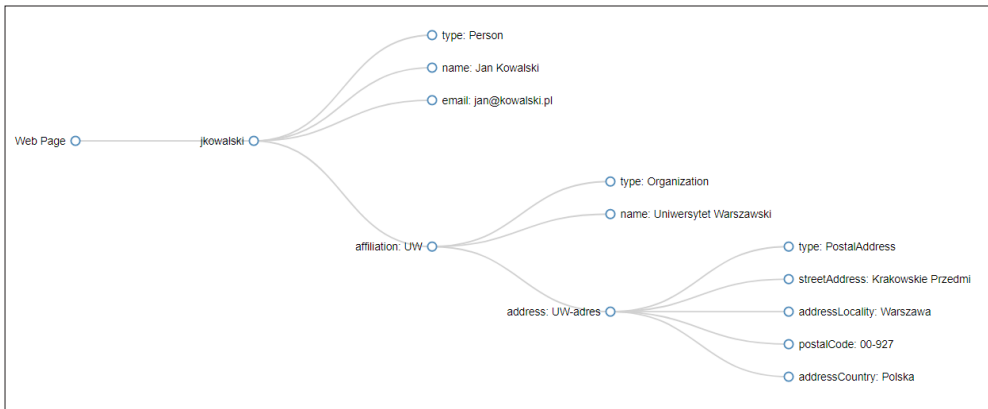 type: Person
name: Jan Kowalski
email: jan@kowalski.pl
Web Page
jkowalski
type: Organization
name: Uniwersytet Warszawski
affiliation: UW
type: PostalAddress
streetAddress: Krakowskie Przedmi
address: UW-adres
addressLocality: Warszawa
postalCode: 00-927
addressCountry: Polska